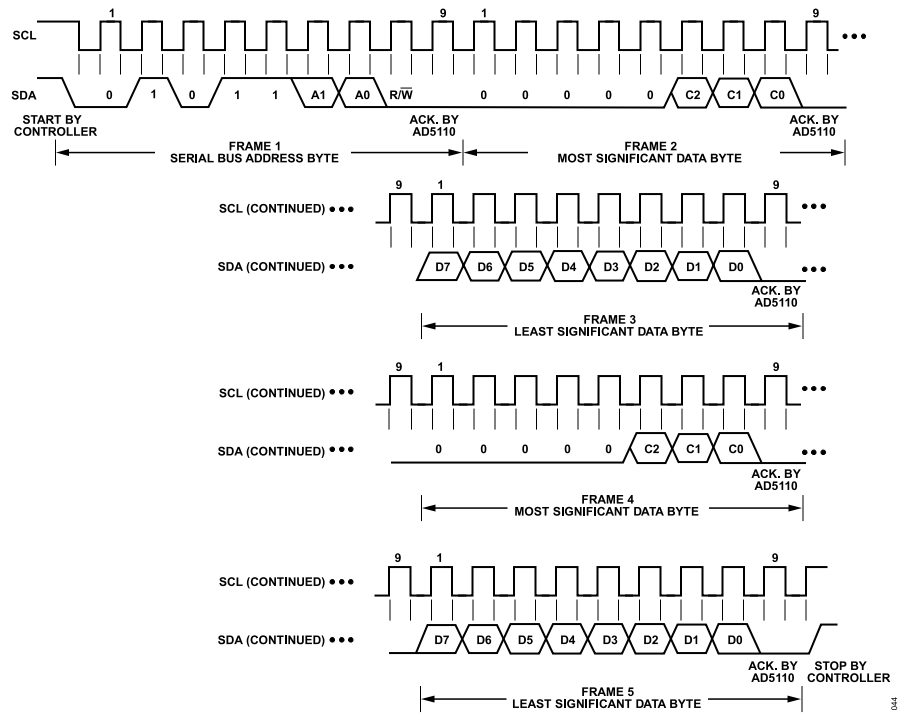 1 9 1 9
SCL
SDA 0 1 0 1 1 A1 A0 R/W̅ 0 0 0 0 0 C2 C1 C0
START BY CONTROLLER
ACK. BY AD5110
ACK. BY AD5110
FRAME 1
SERIAL BUS ADDRESS BYTE
FRAME 2
MOST SIGNIFICANT DATA BYTE
9 1 9
SCL (CONTINUED)
SDA (CONTINUED) D7 D6 D5 D4 D3 D2 D1 D0
ACK. BY
AD5110
FRAME 3
LEAST SIGNIFICANT DATA BYTE
9 1 9
SCL (CONTINUED)
SDA (CONTINUED) 0 0 0 0 0 C2 C1 C0
ACK. BY
AD5110
FRAME 4
MOST SIGNIFICANT DATA BYTE
9 1 9
SCL (CONTINUED)
SDA (CONTINUED) D7 D6 D5 D4 D3 D2 D1 D0
ACK. BY
AD5110
STOP BY
CONTROLLER
FRAME 5
LEAST SIGNIFICANT DATA BYTE
044